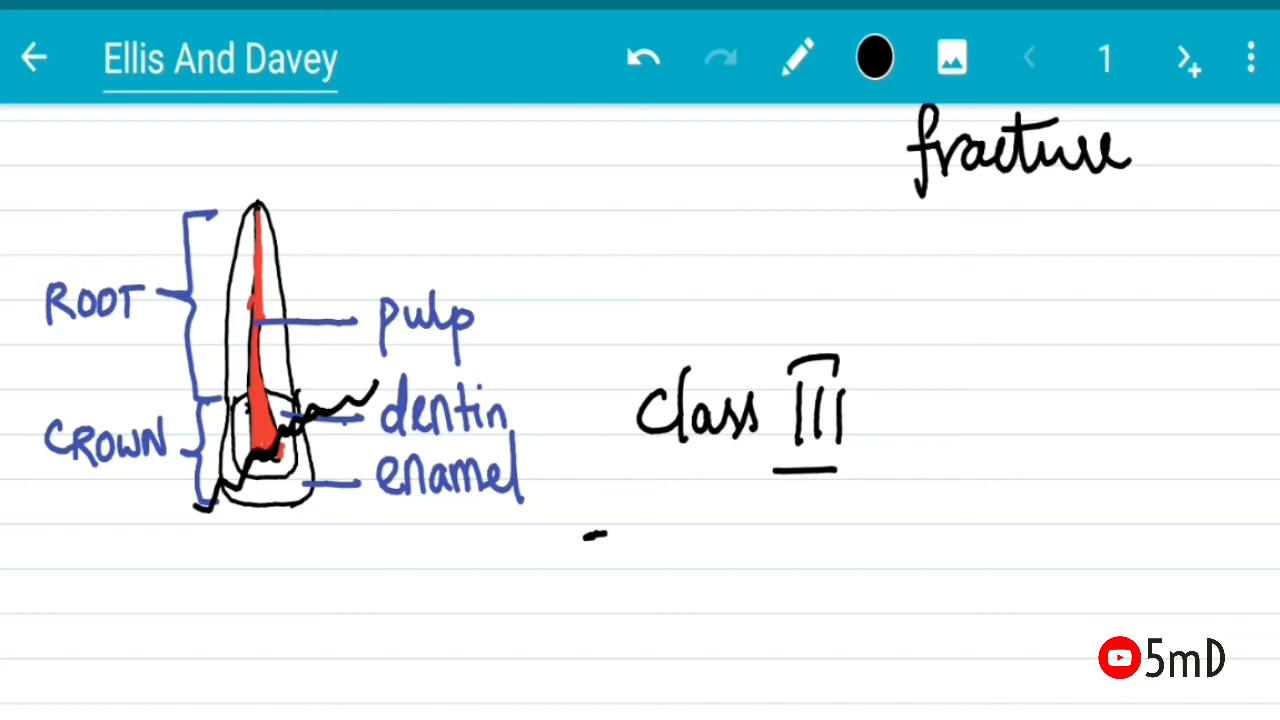 Ellis And Davey
1
fracture
ROOT
pulp
dentin
Class III
CROWN
enamel
5mD